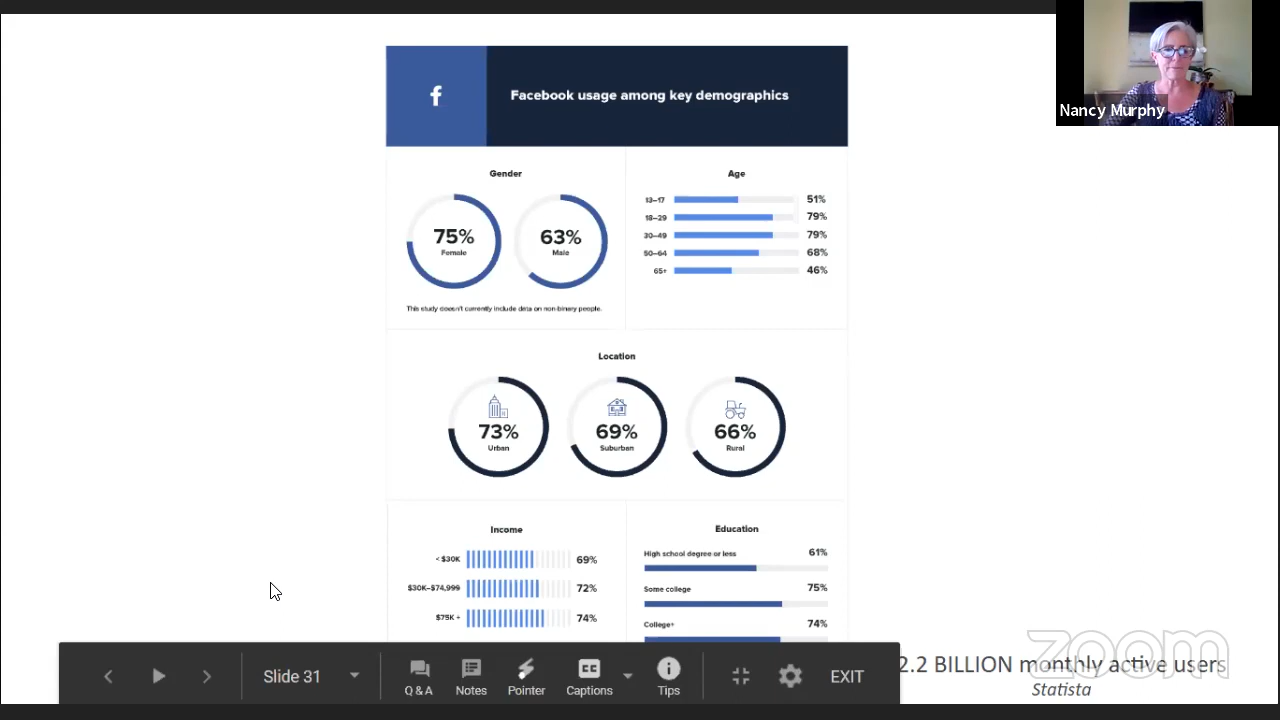 Nancy Murphy
f
Facebook usage among key demographics
Gender
75%
Female
63%
Male
This study doesn't currently include data on non-binary people.
Age
13–17 51%
18–29 79%
30–49 79%
50–64 68%
65+ 46%
Location
73%
Urban
69%
Suburban
66%
Rural
Income
< $30K 69%
$30K–$74,999 72%
$75K + 74%
Education
High school degree or less 61%
Some college 75%
College+ 74%
2.2 BILLION monthly active users
Statista
zoom
Slide 31
Q & A
Notes
Pointer
CC
Captions
Tips
EXIT